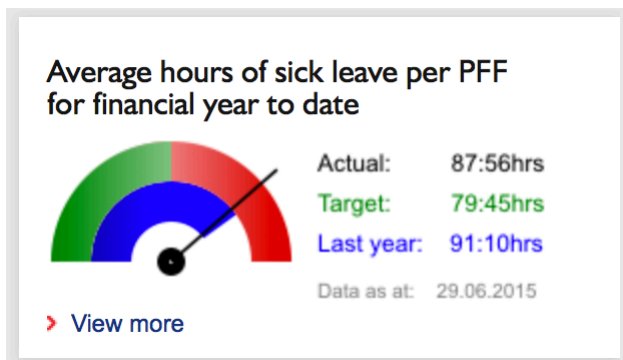 Average hours of sick leave per PFF
for financial year to date
Actual: 87:56hrs
Target: 79:45hrs
Last year: 91:10hrs
Data as at: 29.06.2015
View more